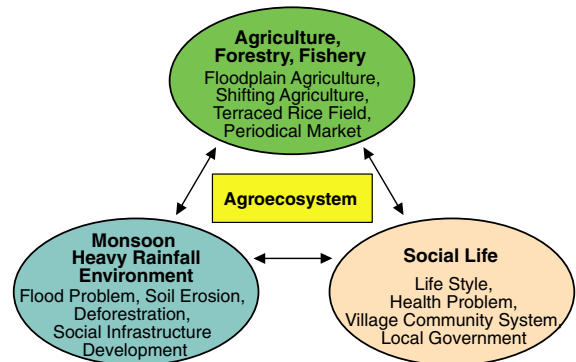 Agriculture,
Forestry, Fishery
Floodplain Agriculture,
Shifting Agriculture,
Terraced Rice Field,
Periodical Market
Agroecosystem
Monsoon
Heavy Rainfall
Environment
Flood Problem, Soil Erosion,
Deforestration,
Social Infrastructure
Development
Social Life
Life Style,
Health Problem,
Village Community System,
Local Government